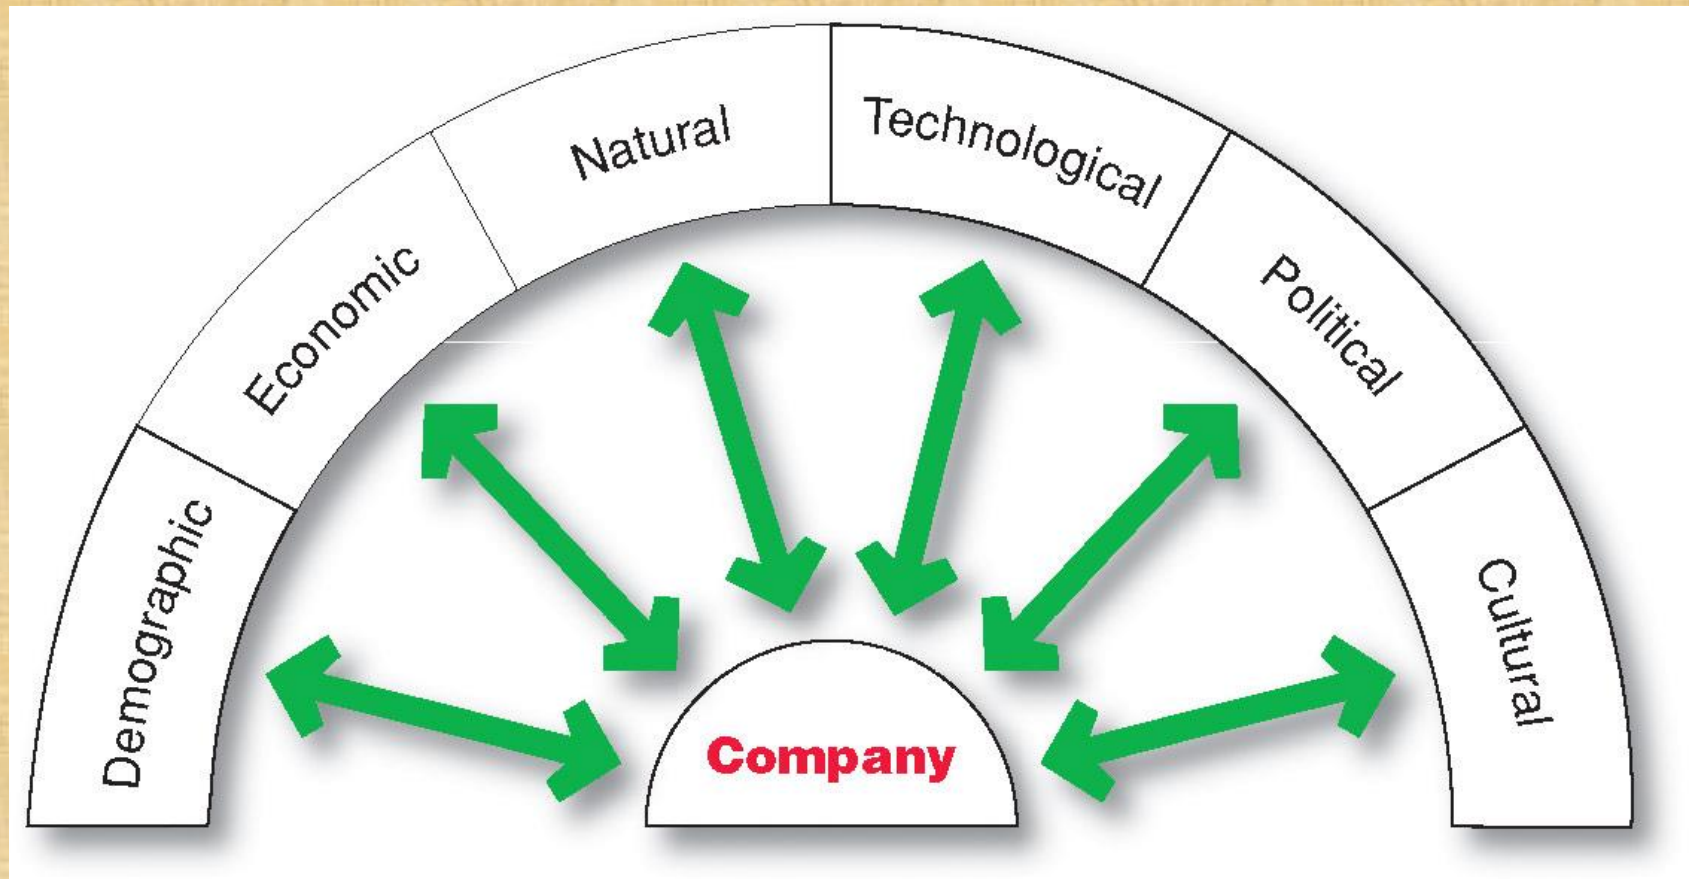 Demographic
Economic
Natural
Technological
Political
Cultural
Company